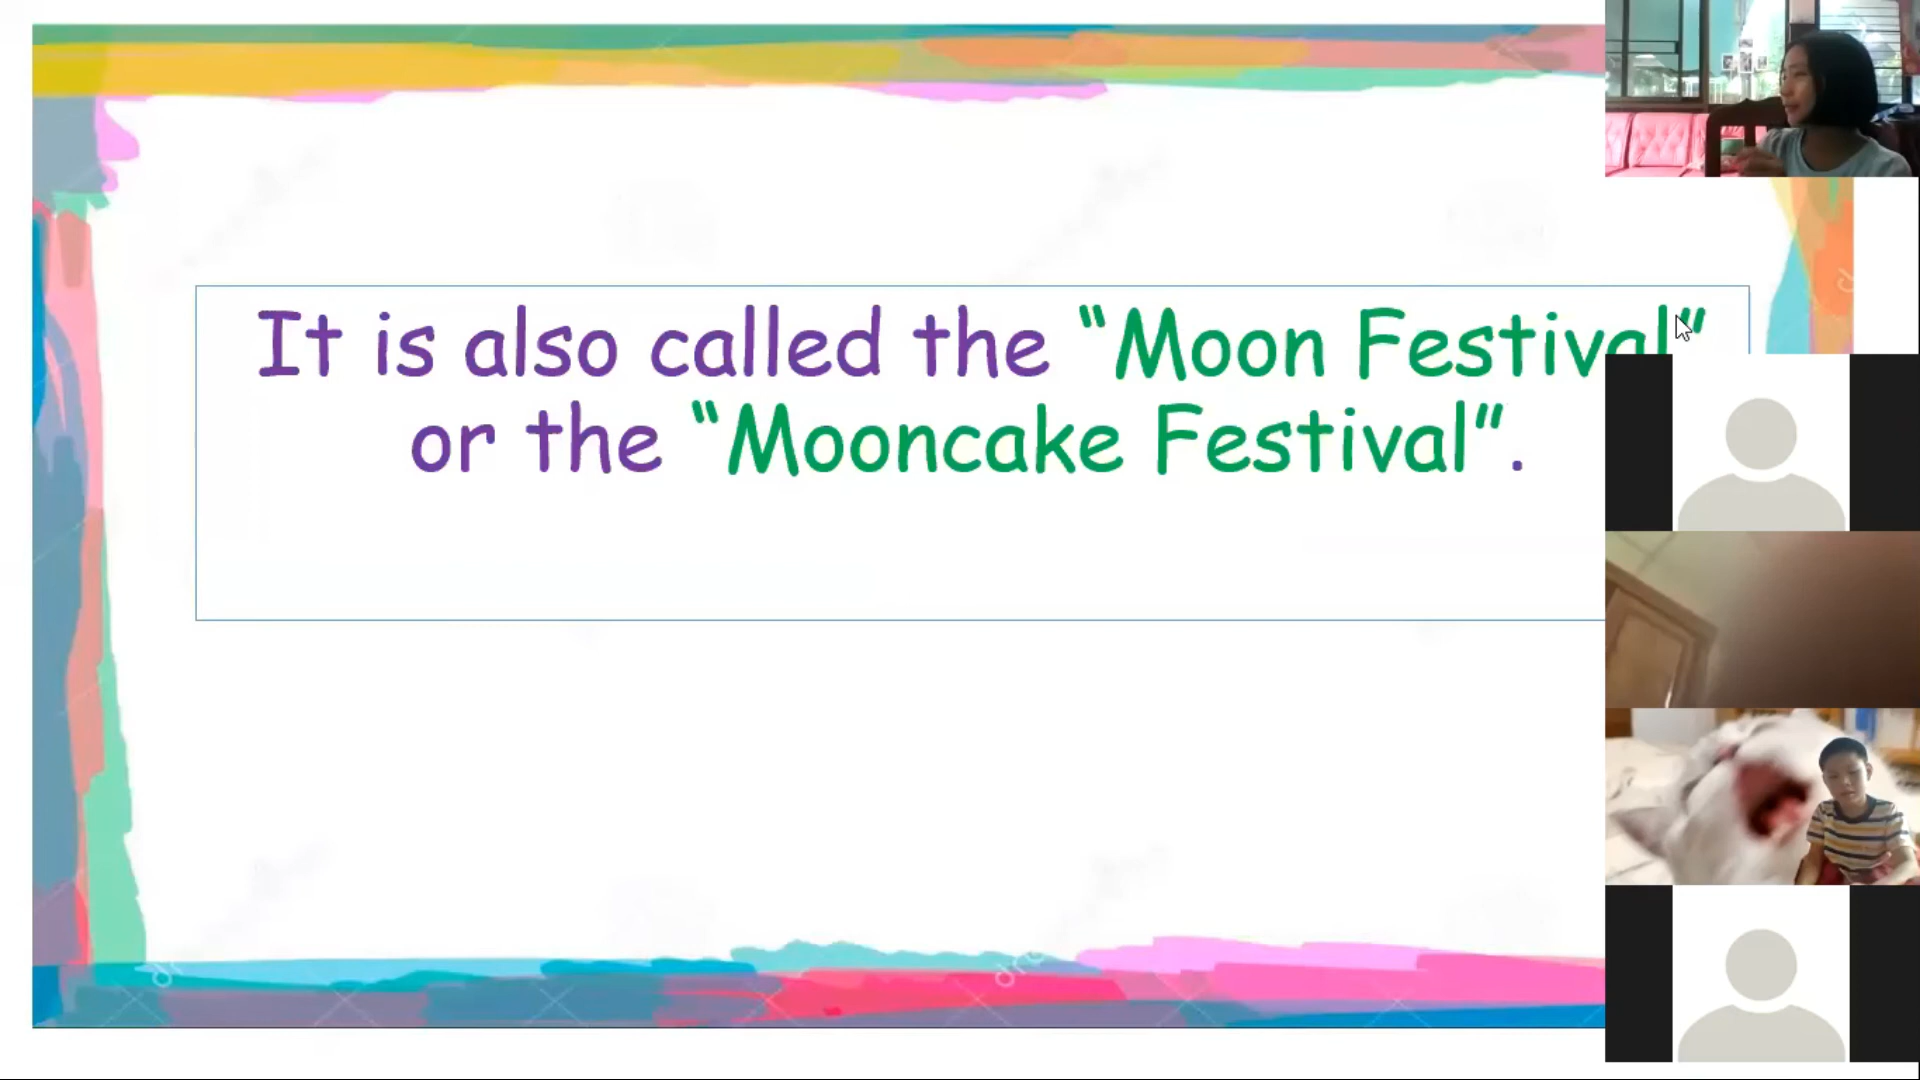 It is also called the “Moon Festival”
or the “Mooncake Festival”.